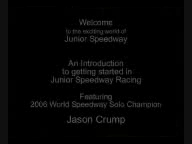 Welcome
to the exciting world of
Junior Speedway
An Introduction
to getting started in
Junior Speedway Racing
Featuring
2006 World Speedway Solo Champion
Jason Crump